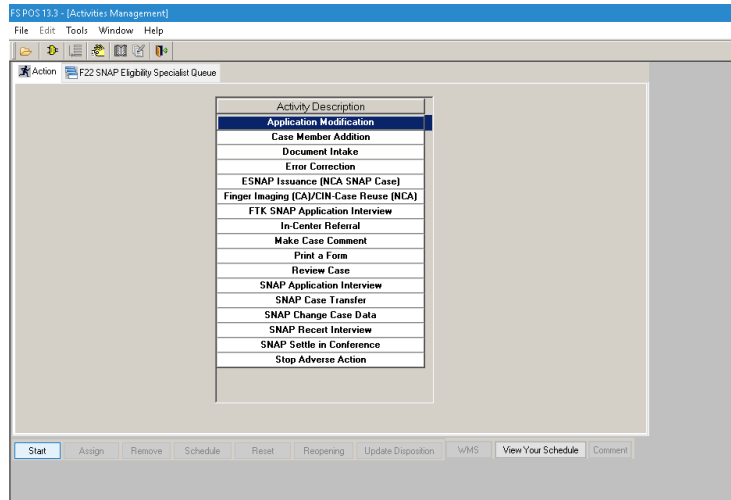 FS POS 13.3 - [Activities Management]
File Edit Tools Window Help
Action F22 SNAP Eligibility Specialist Queue
Activity Description
Application Modification
Case Member Addition
Document Intake
Error Correction
ESNAP Issuance (NCA SNAP Case)
Finger Imaging (CA)/CIN-Case Reuse (NCA)
FTK SNAP Application Interview
In-Center Referral
Make Case Comment
Print a Form
Review Case
SNAP Application Interview
SNAP Case Transfer
SNAP Change Case Data
SNAP Recert Interview
SNAP Settle in Conference
Stop Adverse Action
Start Assign Remove Schedule Reset Reopening Update Disposition WMS View Your Schedule Comment